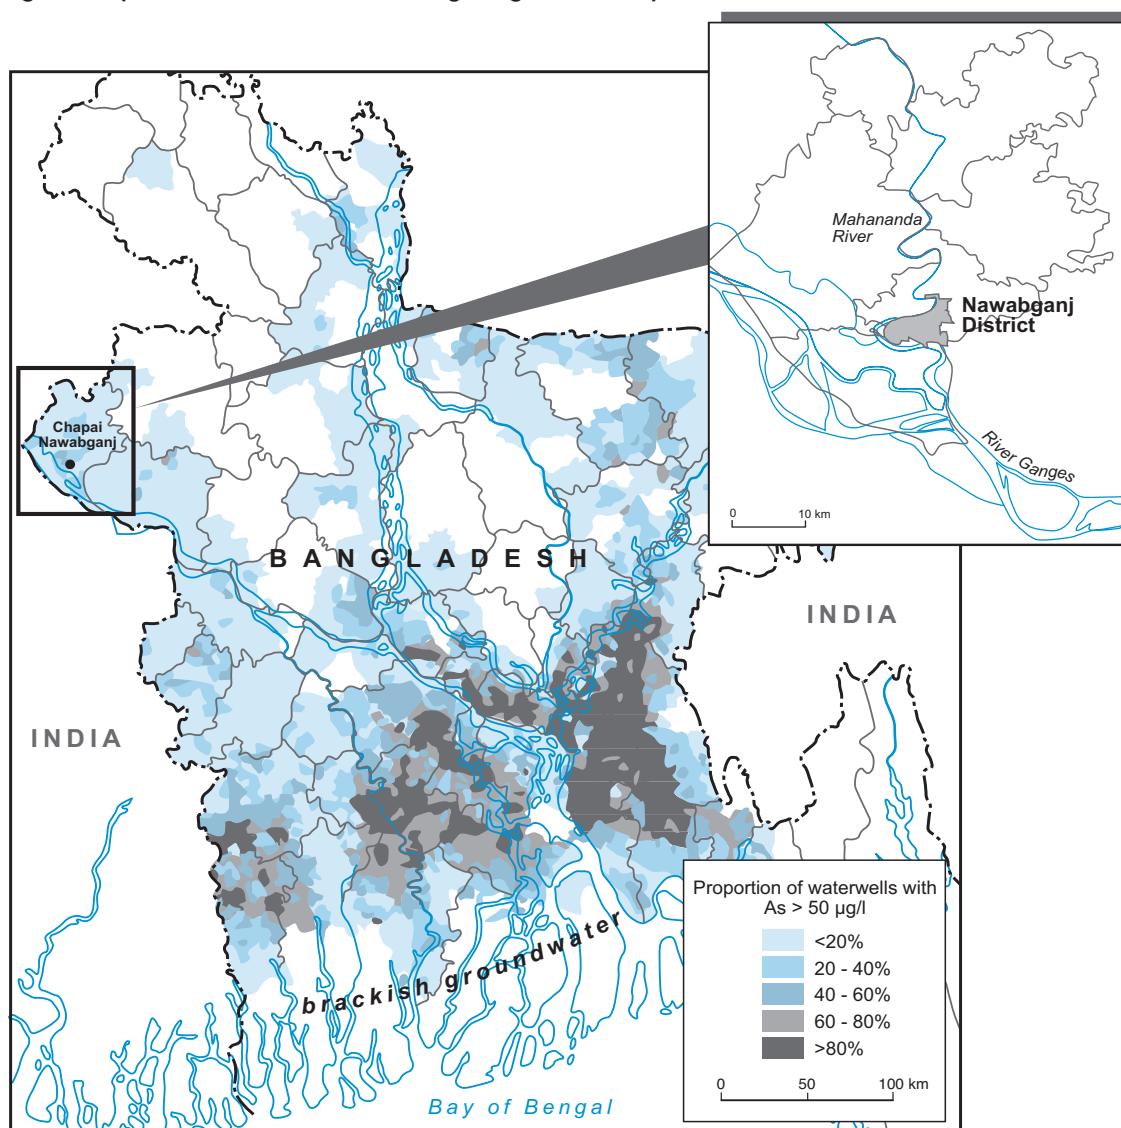 Mahananda
River
Nawabganj
District
River Ganges
0 10 km
Chapai
Nawabganj
BANGLADESH
INDIA
INDIA
brackish groundwater
Bay of Bengal
Proportion of waterwells with
As > 50 µg/l
<20%
20 - 40%
40 - 60%
60 - 80%
>80%
0 50 100 km